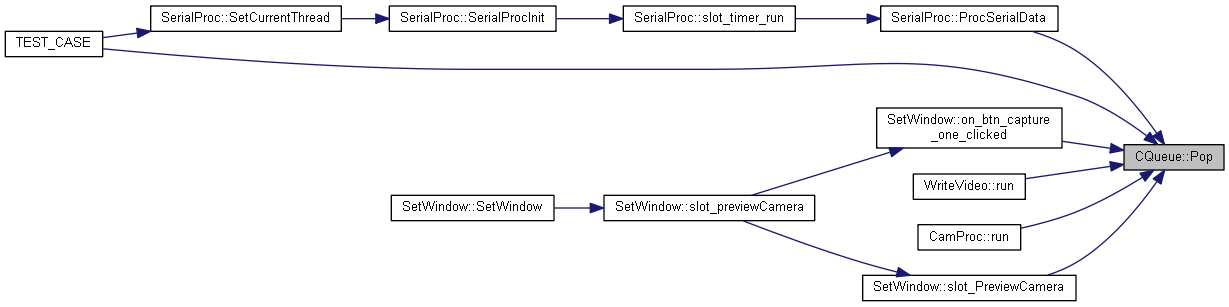 SerialProc::SetCurrentThread
SerialProc::SerialProcInit
SerialProc::slot_timer_run
SerialProc::ProcSerialData
TEST_CASE
SetWindow::on_btn_capture
_one_clicked
CQueue::Pop
WriteVideo::run
SetWindow::SetWindow
SetWindow::slot_previewCamera
CamProc::run
SetWindow::slot_PreviewCamera